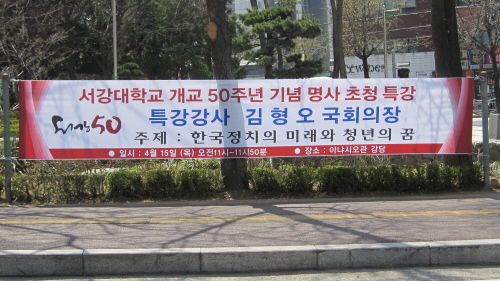 서강대학교 개교 50주년 기념 명사 초청 특강
특강강사 김 형 오 국회의장
서강50
주제 : 한국정치의 미래와 청년의 꿈
● 일시 : 4월 15일 (목) 오전11시~11시50분 ● 장소 : 이냐시오관 강당